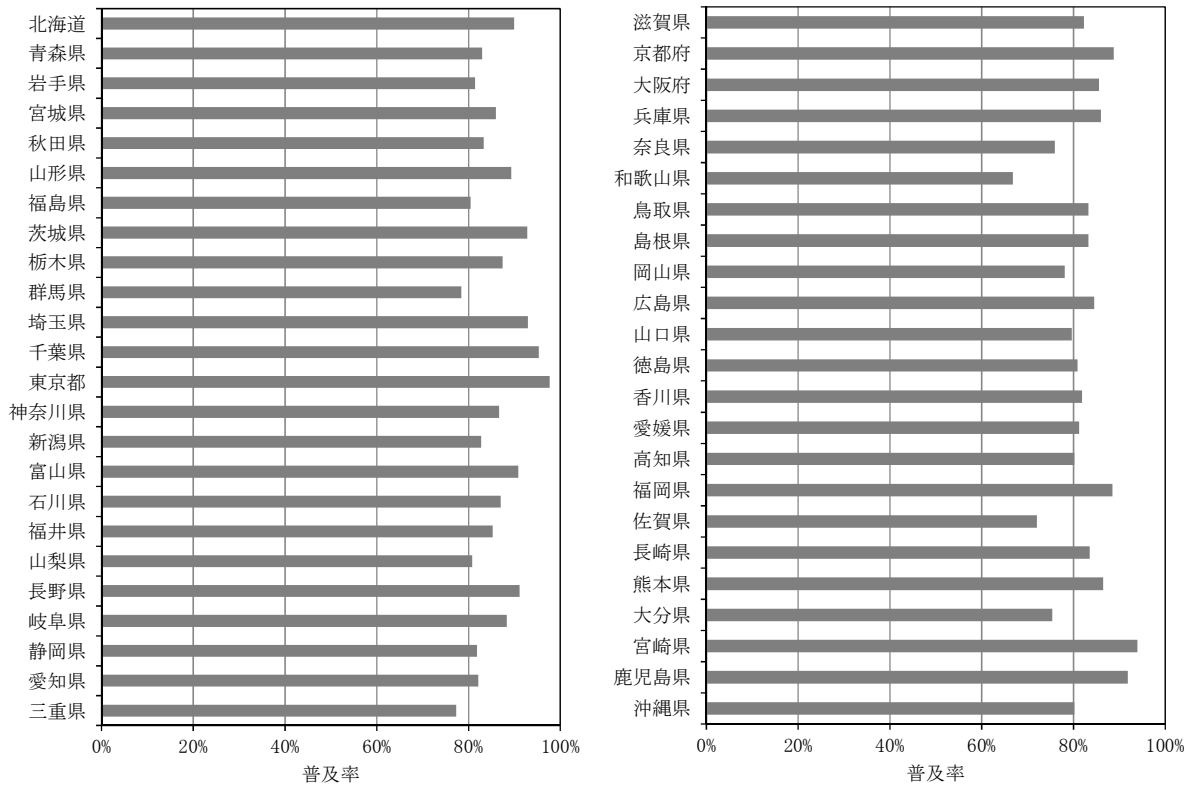 北海道
青森県
岩手県
宮城県
秋田県
山形県
福島県
茨城県
栃木県
群馬県
埼玉県
千葉県
東京都
神奈川県
新潟県
富山県
石川県
福井県
山梨県
長野県
岐阜県
静岡県
愛知県
三重県
0% 20% 40% 60% 80% 100%
普及率
滋賀県
京都府
大阪府
兵庫県
奈良県
和歌山県
鳥取県
島根県
岡山県
広島県
山口県
徳島県
香川県
愛媛県
高知県
福岡県
佐賀県
長崎県
熊本県
大分県
宮崎県
鹿児島県
沖縄県
0% 20% 40% 60% 80% 100%
普及率